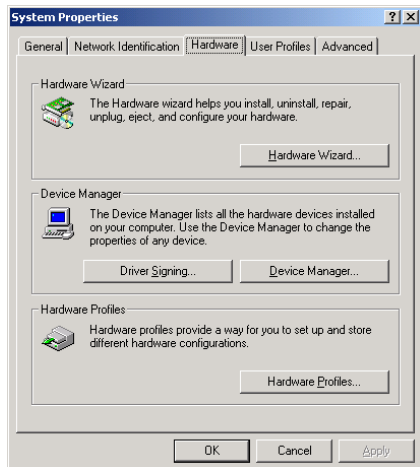 System Properties
General
Network Identification
Hardware
User Profiles
Advanced
Hardware Wizard
The Hardware wizard helps you install, uninstall, repair,
unplug, eject, and configure your hardware.
Hardware Wizard...
Device Manager
The Device Manager lists all the hardware devices installed
on your computer. Use the Device Manager to change the
properties of any device.
Driver Signing...
Device Manager...
Hardware Profiles
Hardware profiles provide a way for you to set up and store
different hardware configurations.
Hardware Profiles...
OK
Cancel
Apply